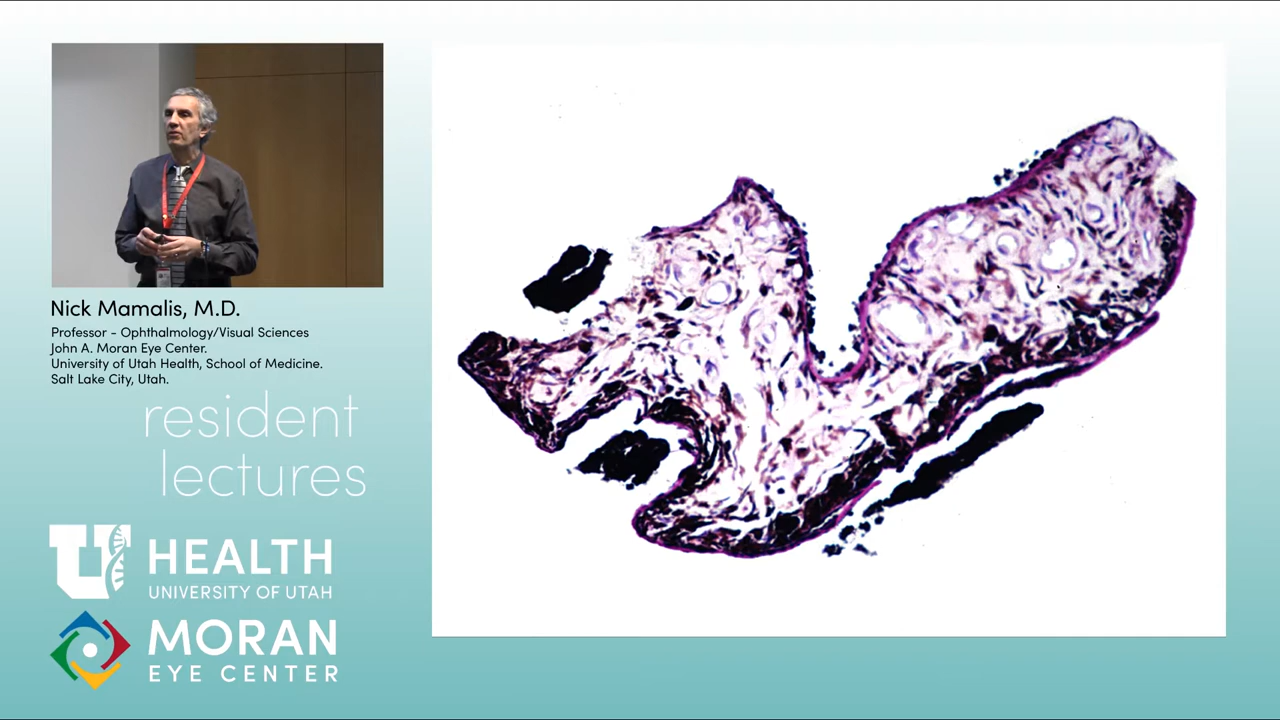 Nick Mamalis, M.D.
Professor - Ophthalmology/Visual Sciences
John A. Moran Eye Center.
University of Utah Health, School of Medicine.
Salt Lake City, Utah.
resident
lectures
U HEALTH
UNIVERSITY OF UTAH
MORAN
EYE CENTER